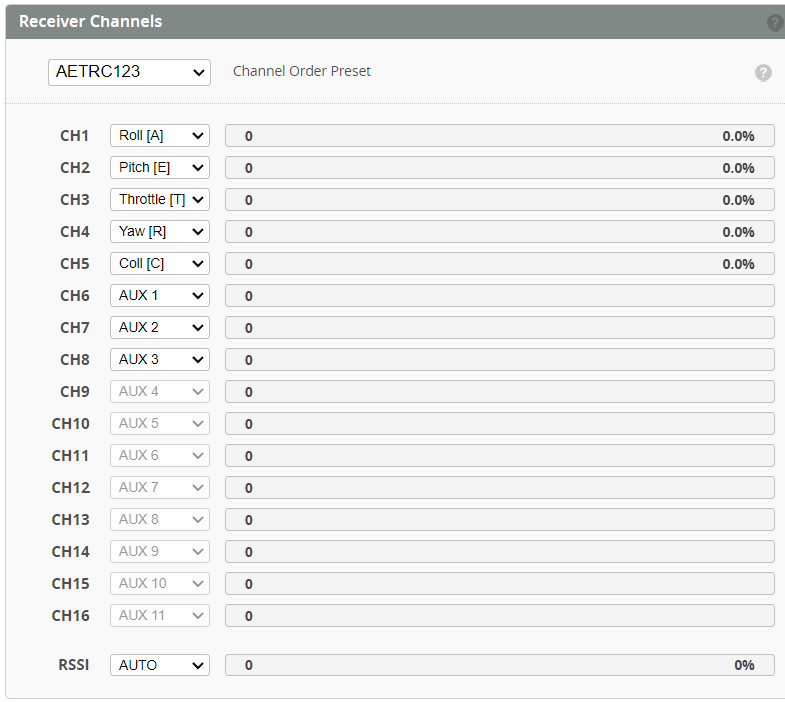 Receiver Channels ?
AETRC123 Channel Order Preset ?
CH1 Roll [A] 0 0.0%
CH2 Pitch [E] 0 0.0%
CH3 Throttle [T] 0 0.0%
CH4 Yaw [R] 0 0.0%
CH5 Coll [C] 0 0.0%
CH6 AUX 1 0
CH7 AUX 2 0
CH8 AUX 3 0
CH9 AUX 4 0
CH10 AUX 5 0
CH11 AUX 6 0
CH12 AUX 7 0
CH13 AUX 8 0
CH14 AUX 9 0
CH15 AUX 10 0
CH16 AUX 11 0
RSSI AUTO 0 0%